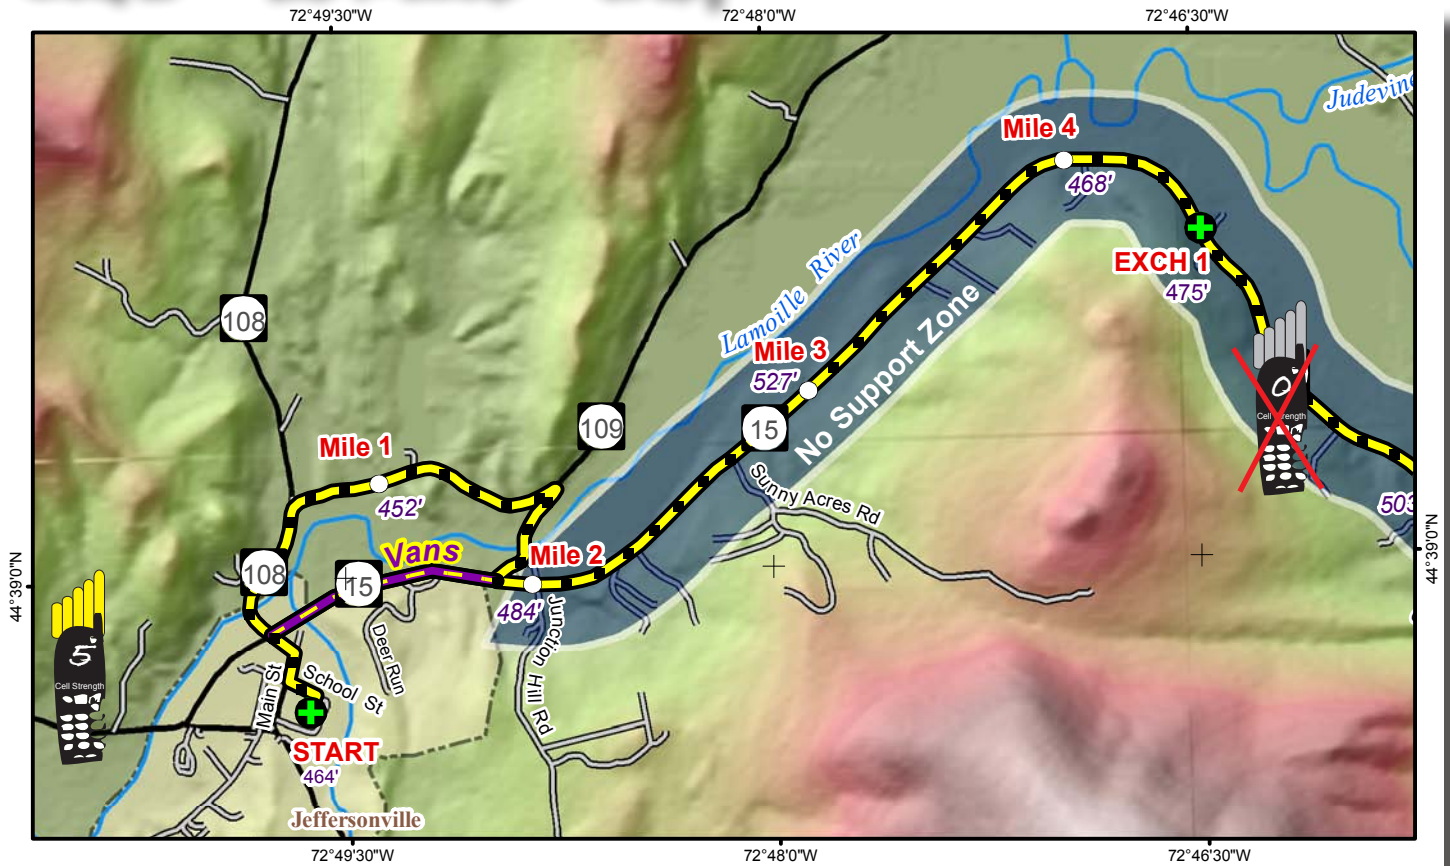 72°49'30"W
72°48'0"W
72°46'30"W
Judevine
Mile 4
468'
Lamoille River
EXCH 1
475'
108
Mile 3
527'
No Support Zone
0
Cell Strength
109
15
Mile 1
452'
Sunny Acres Rd
503
44°39'0"N
44°39'0"N
Vans
Mile 2
108
15
484'
5
Cell Strength
Deer Run
Junction Hill Rd
School St
Main St
START
464'
Jeffersonville
72°49'30"W
72°48'0"W
72°46'30"W